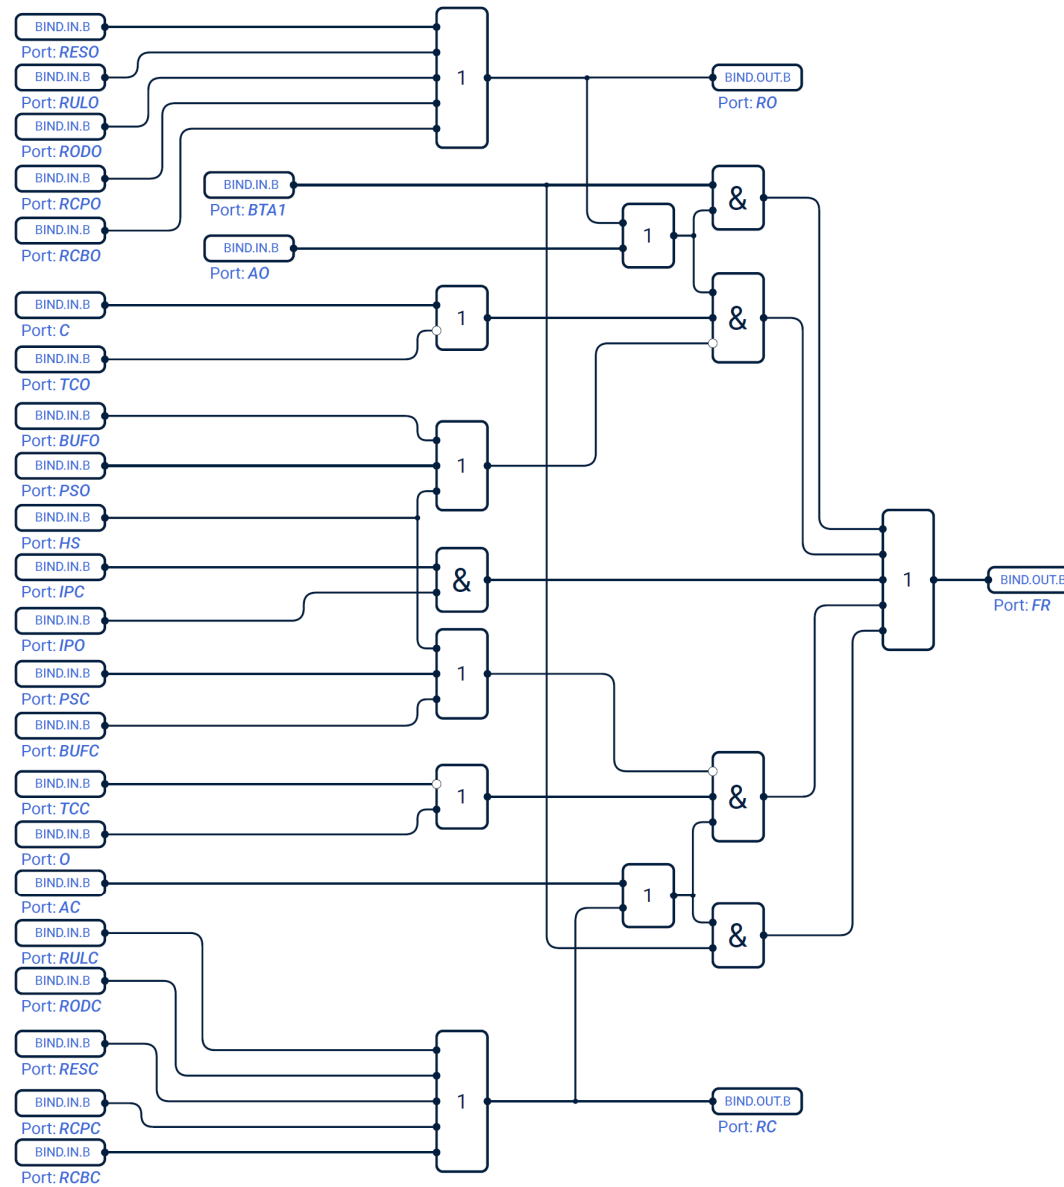 BIND.IN.B
Port: RESO
BIND.IN.B
Port: RULO
BIND.IN.B
Port: RODO
BIND.IN.B
Port: RCPO
BIND.IN.B
Port: RCBO
1
BIND.OUT.B
Port: RO
BIND.IN.B
Port: BTA1
BIND.IN.B
Port: AO
1
&
&
BIND.IN.B
Port: C
BIND.IN.B
Port: TCO
1
BIND.IN.B
Port: BUFO
BIND.IN.B
Port: PSO
BIND.IN.B
Port: HS
1
BIND.IN.B
Port: IPC
BIND.IN.B
Port: IPO
&
1
BIND.OUT.B
Port: FR
BIND.IN.B
Port: PSC
BIND.IN.B
Port: BUFC
1
BIND.IN.B
Port: TCC
BIND.IN.B
Port: O
1
&
BIND.IN.B
Port: AC
1
&
BIND.IN.B
Port: RULC
BIND.IN.B
Port: RODC
BIND.IN.B
Port: RESC
BIND.IN.B
Port: RCPC
BIND.IN.B
Port: RCBC
1
BIND.OUT.B
Port: RC